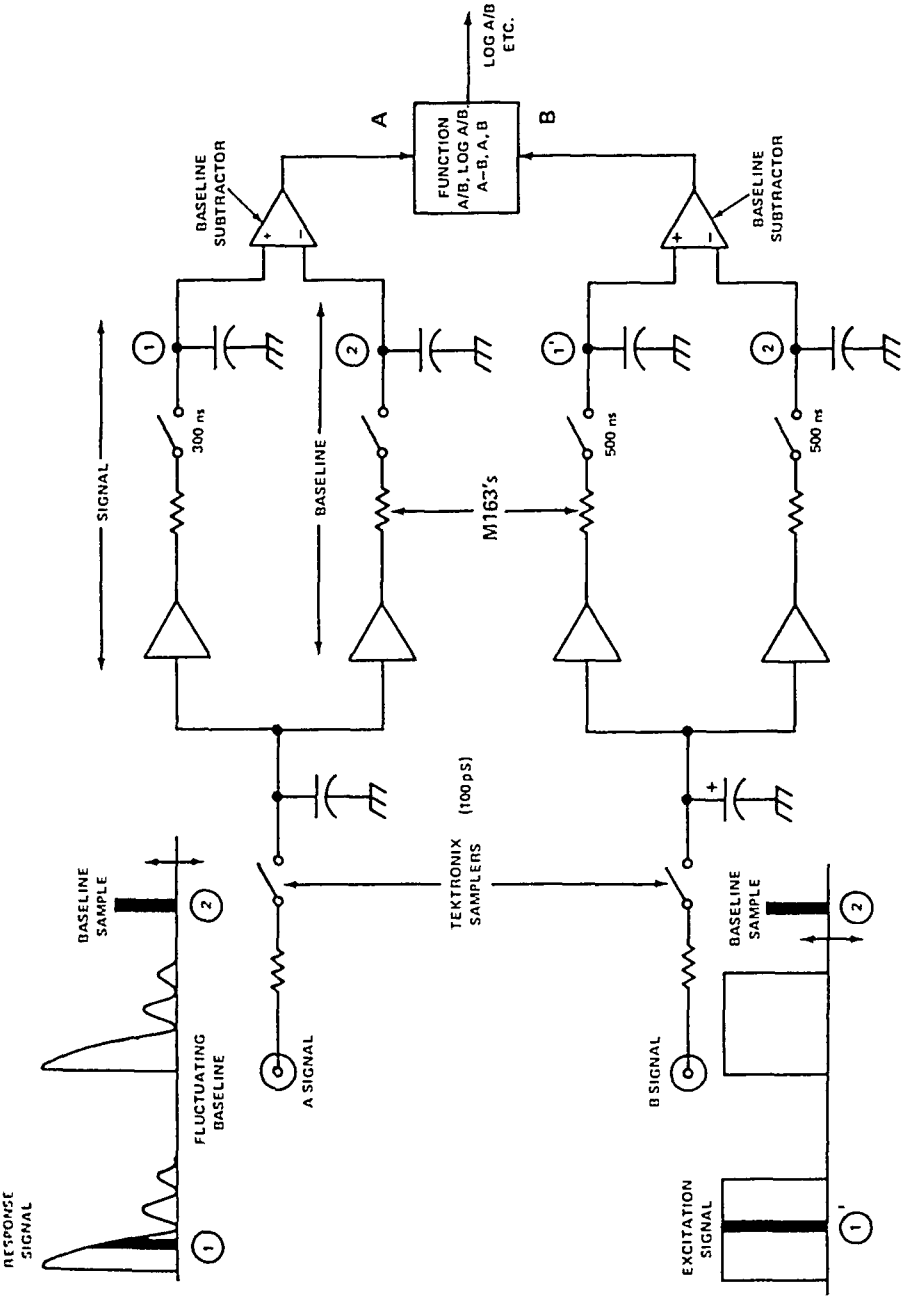 RESPONSE
SIGNAL
1
FLUCTUATING
BASELINE
BASELINE
SAMPLE
2
A SIGNAL
(100 pS)
TEKTRONIX
SAMPLERS
SIGNAL
300 ns
1
BASELINE
2
BASELINE
SUBTRACTOR
+
−
A
FUNCTION
A/B, LOG A/B,
A−B, A, B
LOG A/B
ETC.
B
M163's
EXCITATION
SIGNAL
1'
BASELINE
SAMPLE
2
B SIGNAL
+
500 ns
1'
500 ns
2
+
−
BASELINE
SUBTRACTOR